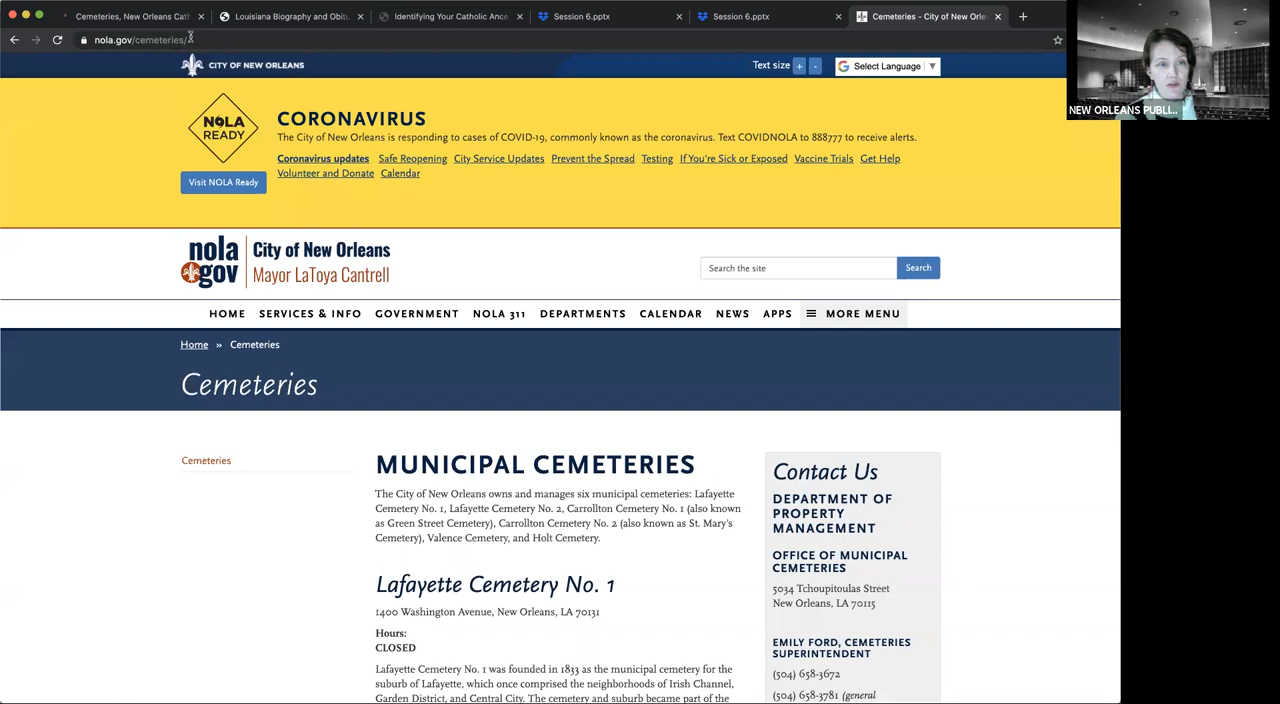 Cemeteries, New Orleans Cath
Louisiana Biography and Obitu
Identifying Your Catholic Ance
Session 6.pptx
Session 6.pptx
Cemeteries - City of New Orle
nola.gov/cemeteries/
CITY OF NEW ORLEANS
Text size + -
Select Language
NEW ORLEANS PUBLI...
NOLA
READY
Visit NOLA Ready
CORONAVIRUS
The City of New Orleans is responding to cases of COVID-19, commonly known as the coronavirus. Text COVIDNOLA to 888777 to receive alerts.
Coronavirus updates Safe Reopening City Service Updates Prevent the Spread Testing If You're Sick or Exposed Vaccine Trials Get Help
Volunteer and Donate Calendar
nola
gov
City of New Orleans
Mayor LaToya Cantrell
Search the site
Search
HOME SERVICES & INFO GOVERNMENT NOLA 311 DEPARTMENTS CALENDAR NEWS APPS MORE MENU
Home » Cemeteries
Cemeteries
Cemeteries
MUNICIPAL CEMETERIES
The City of New Orleans owns and manages six municipal cemeteries: Lafayette
Cemetery No. 1, Lafayette Cemetery No. 2, Carrollton Cemetery No. 1 (also known
as Green Street Cemetery), Carrollton Cemetery No. 2 (also known as St. Mary's
Cemetery), Valence Cemetery, and Holt Cemetery.
Lafayette Cemetery No. 1
1400 Washington Avenue, New Orleans, LA 70131
Hours:
CLOSED
Lafayette Cemetery No. 1 was founded in 1833 as the municipal cemetery for the
suburb of Lafayette, which once comprised the neighborhoods of Irish Channel,
Garden District, and Central City. The cemetery and suburb became part of the
Contact Us
DEPARTMENT OF
PROPERTY
MANAGEMENT
OFFICE OF MUNICIPAL
CEMETERIES
5034 Tchoupitoulas Street
New Orleans, LA 70115
EMILY FORD, CEMETERIES
SUPERINTENDENT
(504) 658-3672
(504) 658-3781 (general